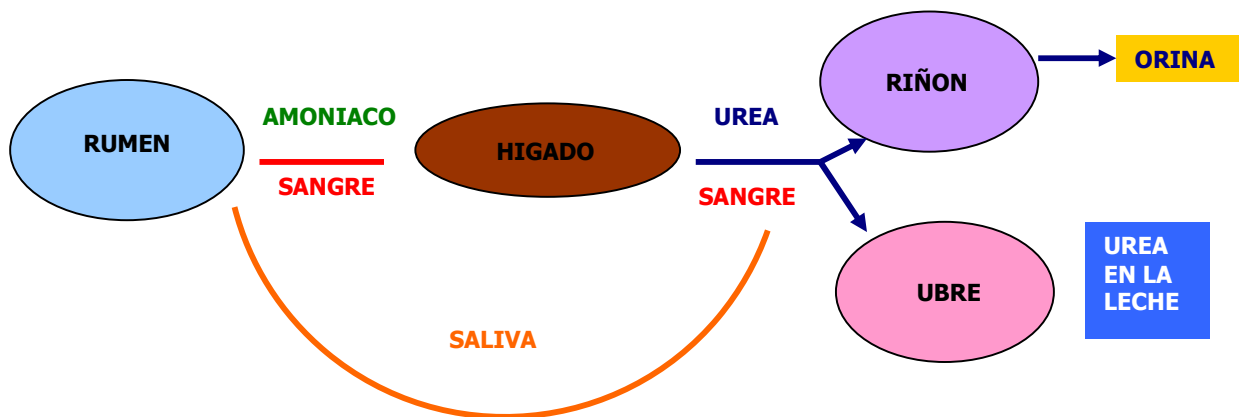 RUMEN
AMONIACO
SANGRE
HIGADO
UREA
SANGRE
RIÑON
ORINA
UBRE
UREA
EN LA
LECHE
SALIVA